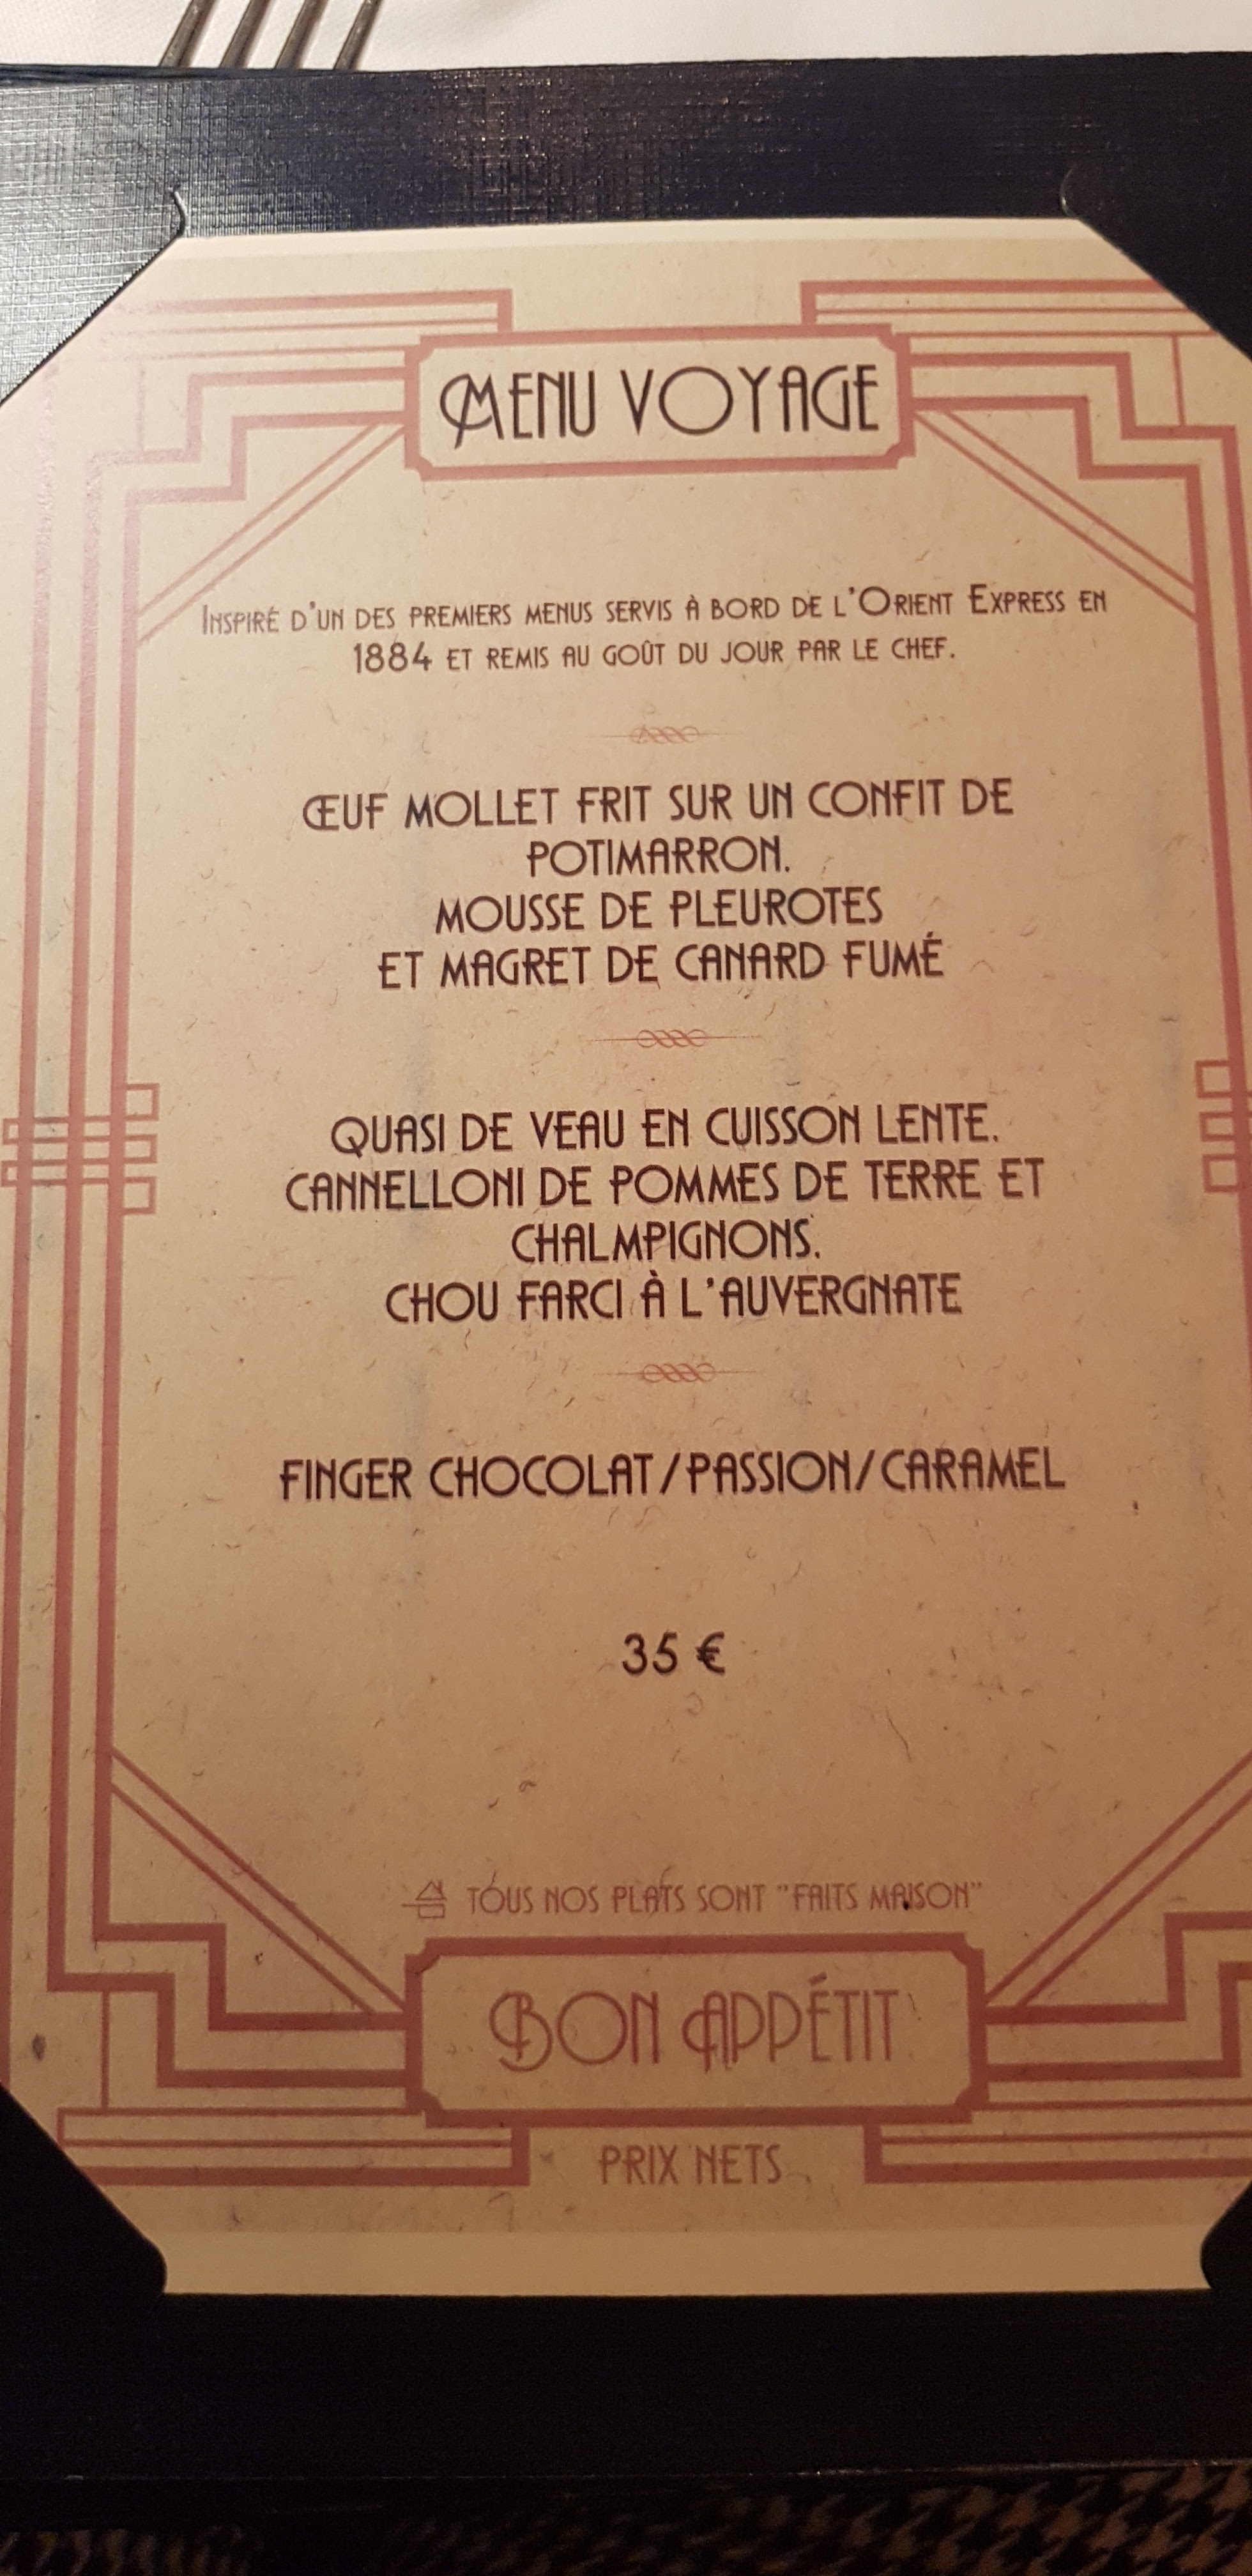 MENU VOYAGE
INSPIRÉ D'UN DES PREMIERS MENUS SERVIS À BORD DE L'ORIENT EXPRESS EN
1884 ET REMIS AU GOÛT DU JOUR PAR LE CHEF.
ŒUF MOLLET FRIT SUR UN CONFIT DE
POTIMARRON.
MOUSSE DE PLEUROTES
ET MAGRET DE CANARD FUMÉ
QUASI DE VEAU EN CUISSON LENTE.
CANNELLONI DE POMMES DE TERRE ET
CHALMPIGNONS.
CHOU FARCI À L'AUVERGNATE
FINGER CHOCOLAT/PASSION/CARAMEL
35 €
TOUS NOS PLATS SONT "FAITS MAISON"
BON APPÉTIT
PRIX NETS